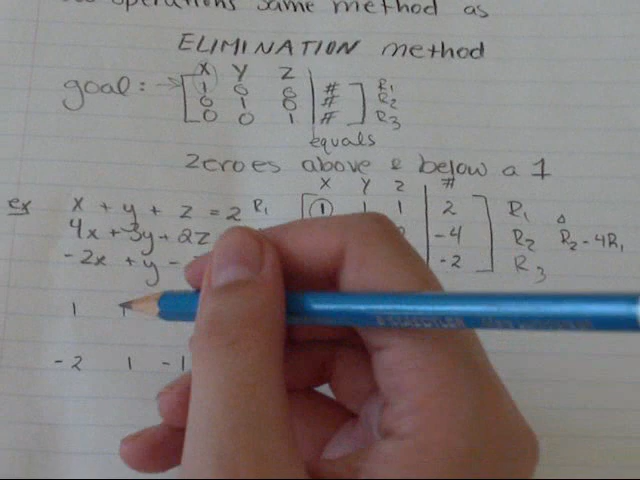 operations same method as
ELIMINATION method
goal: → X Y Z
1 0 0 # R1
0 1 0 # R2
0 0 1 # R3
equals
zeroes above & below a 1
X Y Z #
ex x + y + z = 2 R1 1 1 1 2 R1
4x + 3y + 2z -4 R2 R2 - 4R1
-2x + y - -2 R3
1 1
-2 1 -1